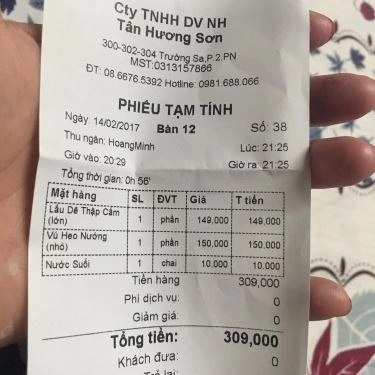 Cty TNHH DV NH
Tân Hương Sơn
300-302-304 Trường Sa,P.2,PN
MST:0313157866
ĐT: 08.6676.5392 Hotline: 0981 688 066
PHIẾU TẠM TÍNH
Ngày: 14/02/2017 Bàn 12 Số: 38
Thu ngân: HoangMinh Lúc: 21:25
Giờ vào: 20:29 Giờ ra: 21:25
Tổng thời gian: 0h 56'
Mặt hàng SL ĐVT Giá T tiền
Lẩu Dê Thập Cẩm (lớn) 1 phần 149,000 149,000
Vú Heo Nướng (nhỏ) 1 phần 150,000 150,000
Nước Suối 1 chai 10,000 10,000
Tiền hàng 309,000
Phí dịch vụ: 0
Giảm giá: 0
Tổng tiền: 309,000
Khách đưa: 0
Trả lại: